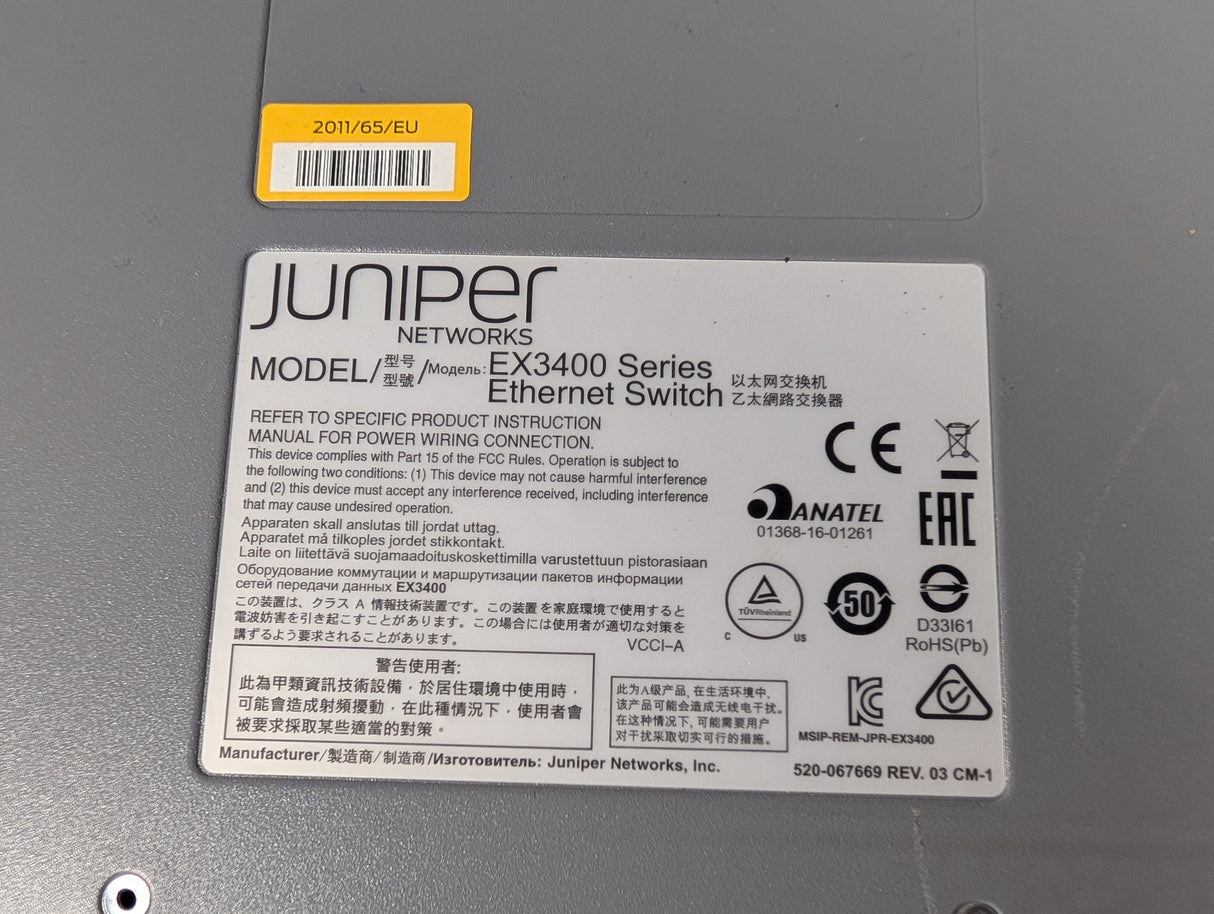 2011/65/EU
JUNIPer
NETWORKS
MODEL/型号/Модель: EX3400 Series
型號 Ethernet Switch
以太网交换机
乙太網路交換器
REFER TO SPECIFIC PRODUCT INSTRUCTION
MANUAL FOR POWER WIRING CONNECTION.
This device complies with Part 15 of the FCC Rules. Operation is subject to
the following two conditions: (1) This device may not cause harmful interference
and (2) this device must accept any interference received, including interference
that may cause undesired operation.
Apparaten skall anslutas till jordat uttag.
Apparatet må tilkoples jordet stikkontakt.
Laite on liitettävä suojamaadoituskoskettimilla varustettuun pistorasiaan
Оборудование коммутации и маршрутизации пакетов информации
сетей передачи данных EX3400
この装置は、クラス A 情報技術装置です。この装置を家庭環境で使用すると
電波妨害を引き起こすことがあります。この場合には使用者が適切な対策を
講ずるよう要求されることがあります。
VCCI-A
CE
ANATEL
01368-16-01261
EAC
TÜVRheinland
C US
50
D33I61
RoHS(Pb)
警告使用者:
此為甲類資訊技術設備，於居住環境中使用時，
可能會造成射頻擾動，在此種情況下，使用者會
被要求採取某些適當的對策。
此为A级产品, 在生活环境中、
该产品可能会造成无线电干扰。
在这种情况下, 可能需要用户
对干扰采取切实可行的措施。
MSIP-REM-JPR-EX3400
Manufacturer/製造商/制造商/Изготовитель: Juniper Networks, Inc.
520-067669 REV. 03 CM-1